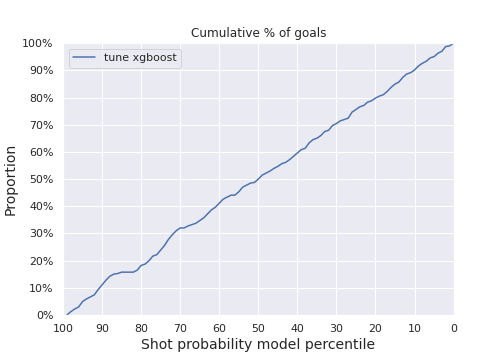 Cumulative % of goals
100%
tune xgboost
90%
80%
70%
60%
50%
40%
30%
20%
10%
0%
Proportion
100 90 80 70 60 50 40 30 20 10 0
Shot probability model percentile